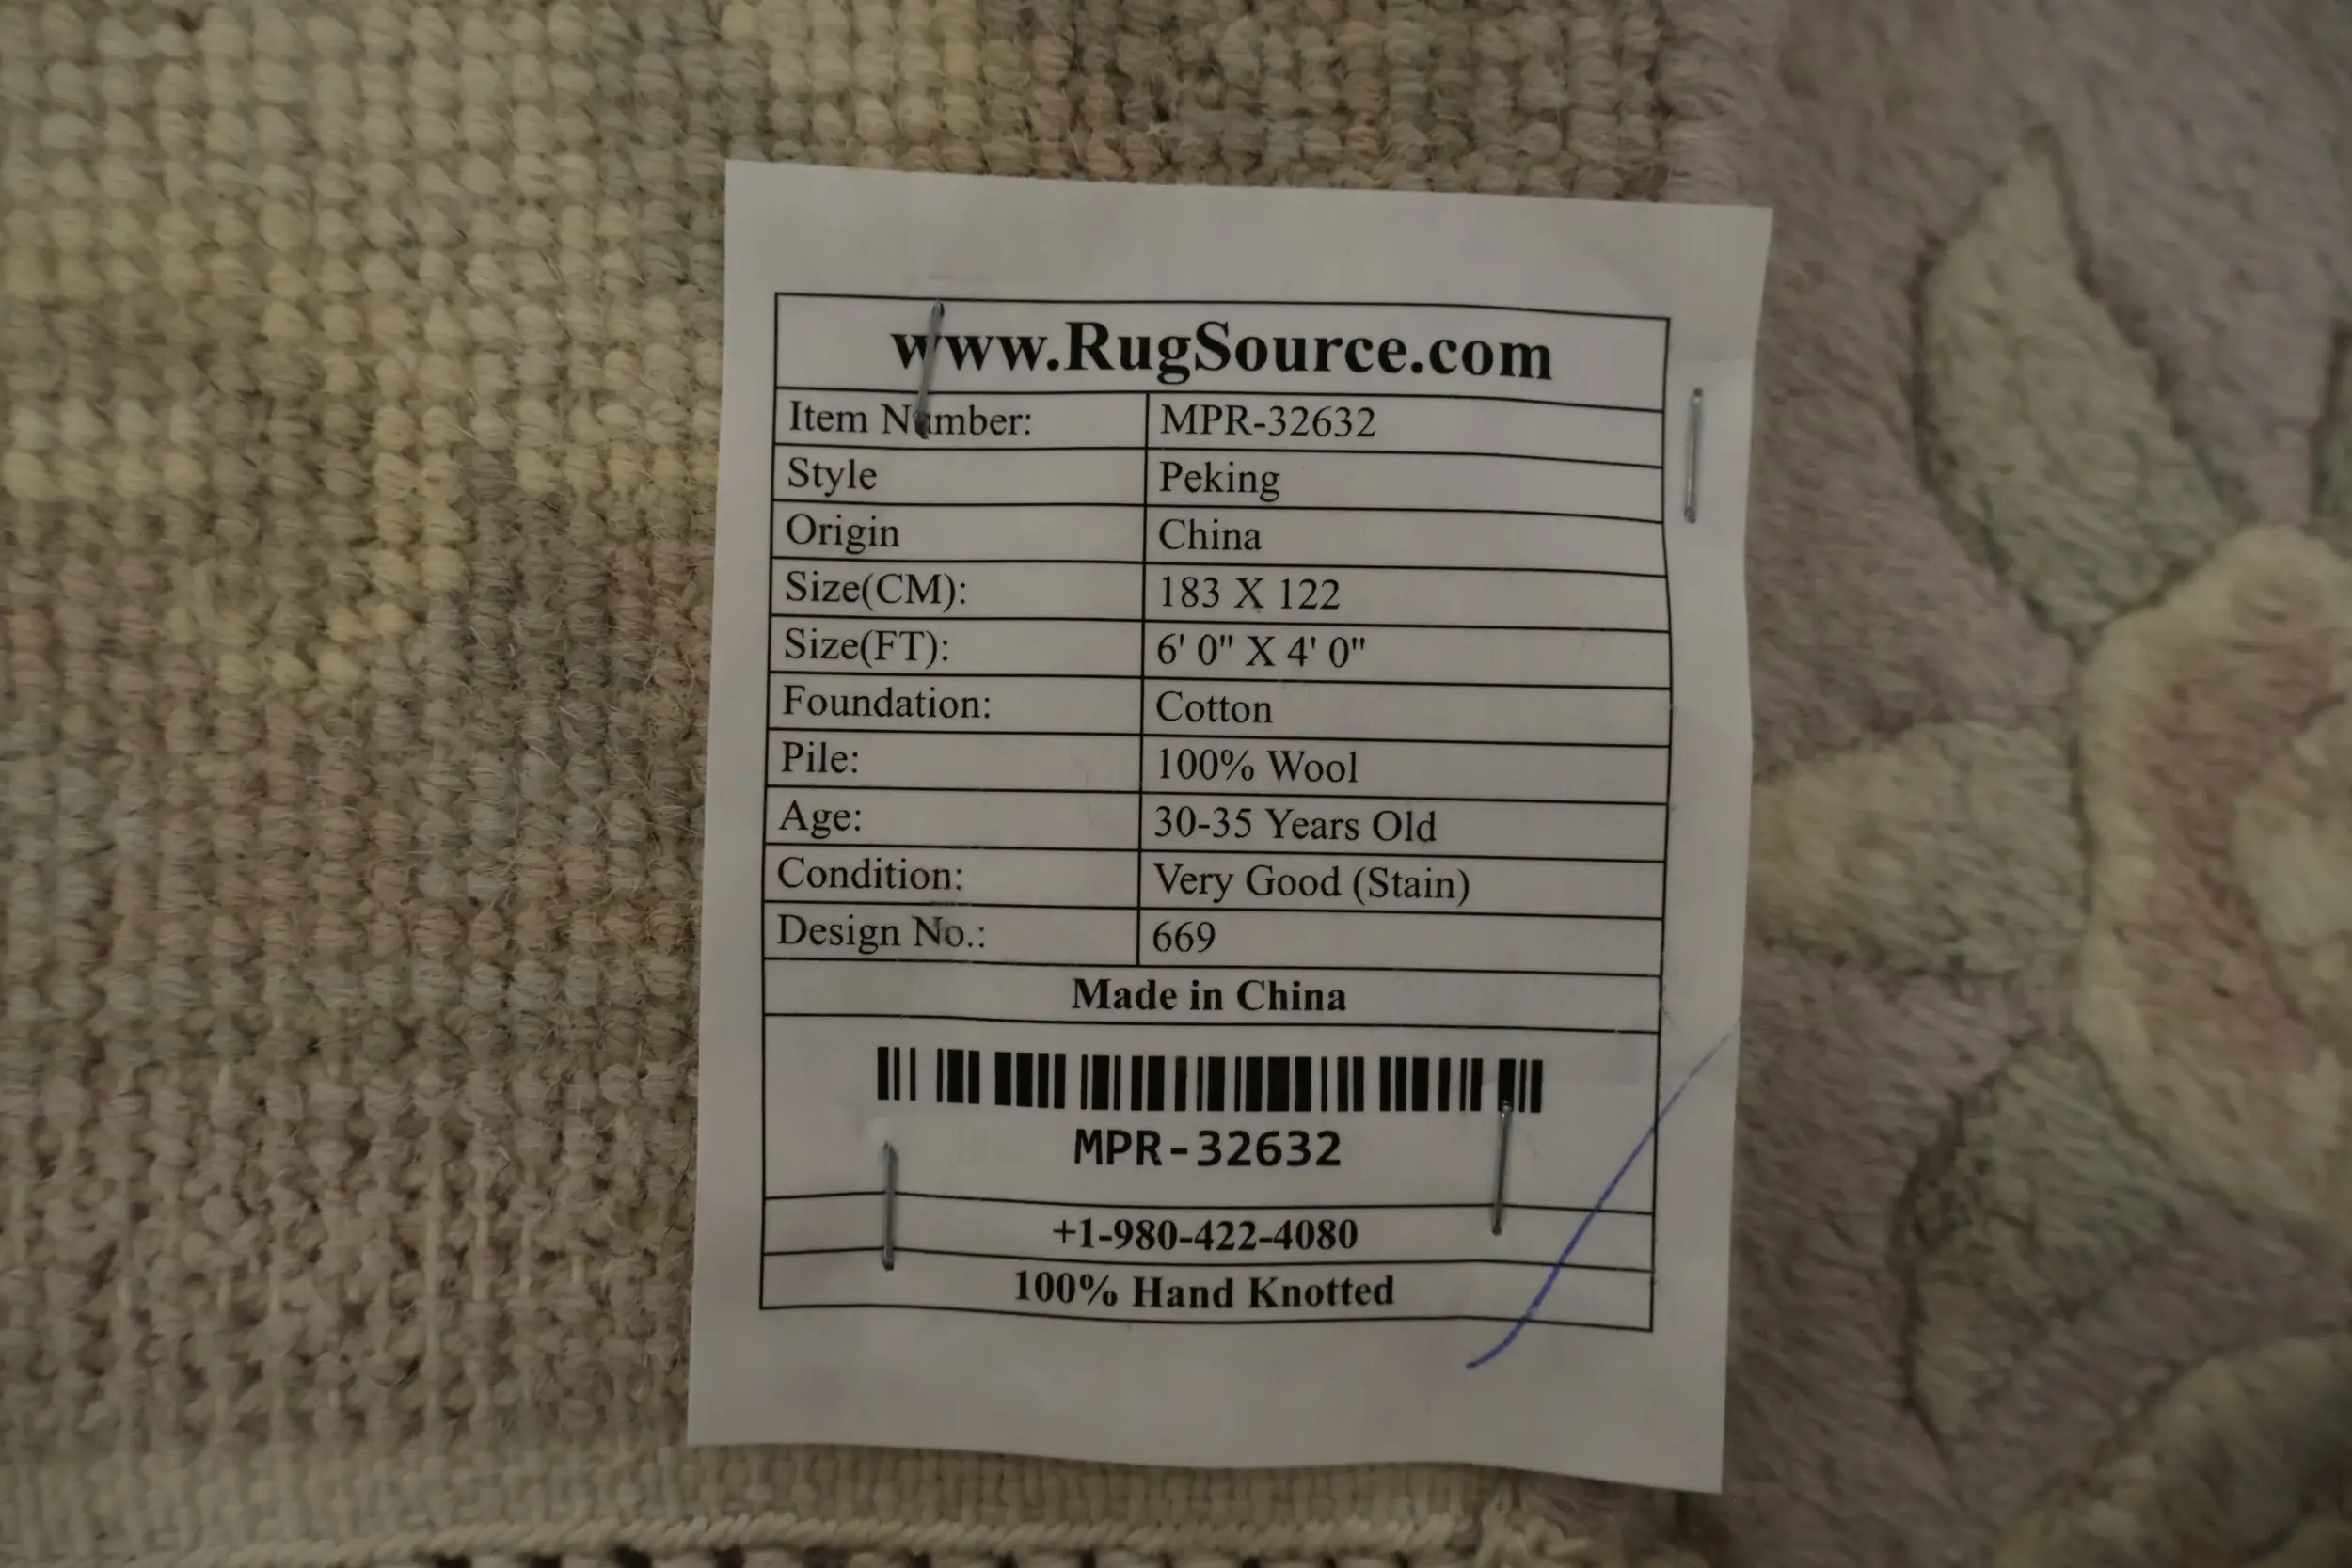 www.RugSource.com
Item Number: MPR-32632
Style Peking
Origin China
Size(CM): 183 X 122
Size(FT): 6' 0" X 4' 0"
Foundation: Cotton
Pile: 100% Wool
Age: 30-35 Years Old
Condition: Very Good (Stain)
Design No.: 669
Made in China
MPR-32632
+1-980-422-4080
100% Hand Knotted